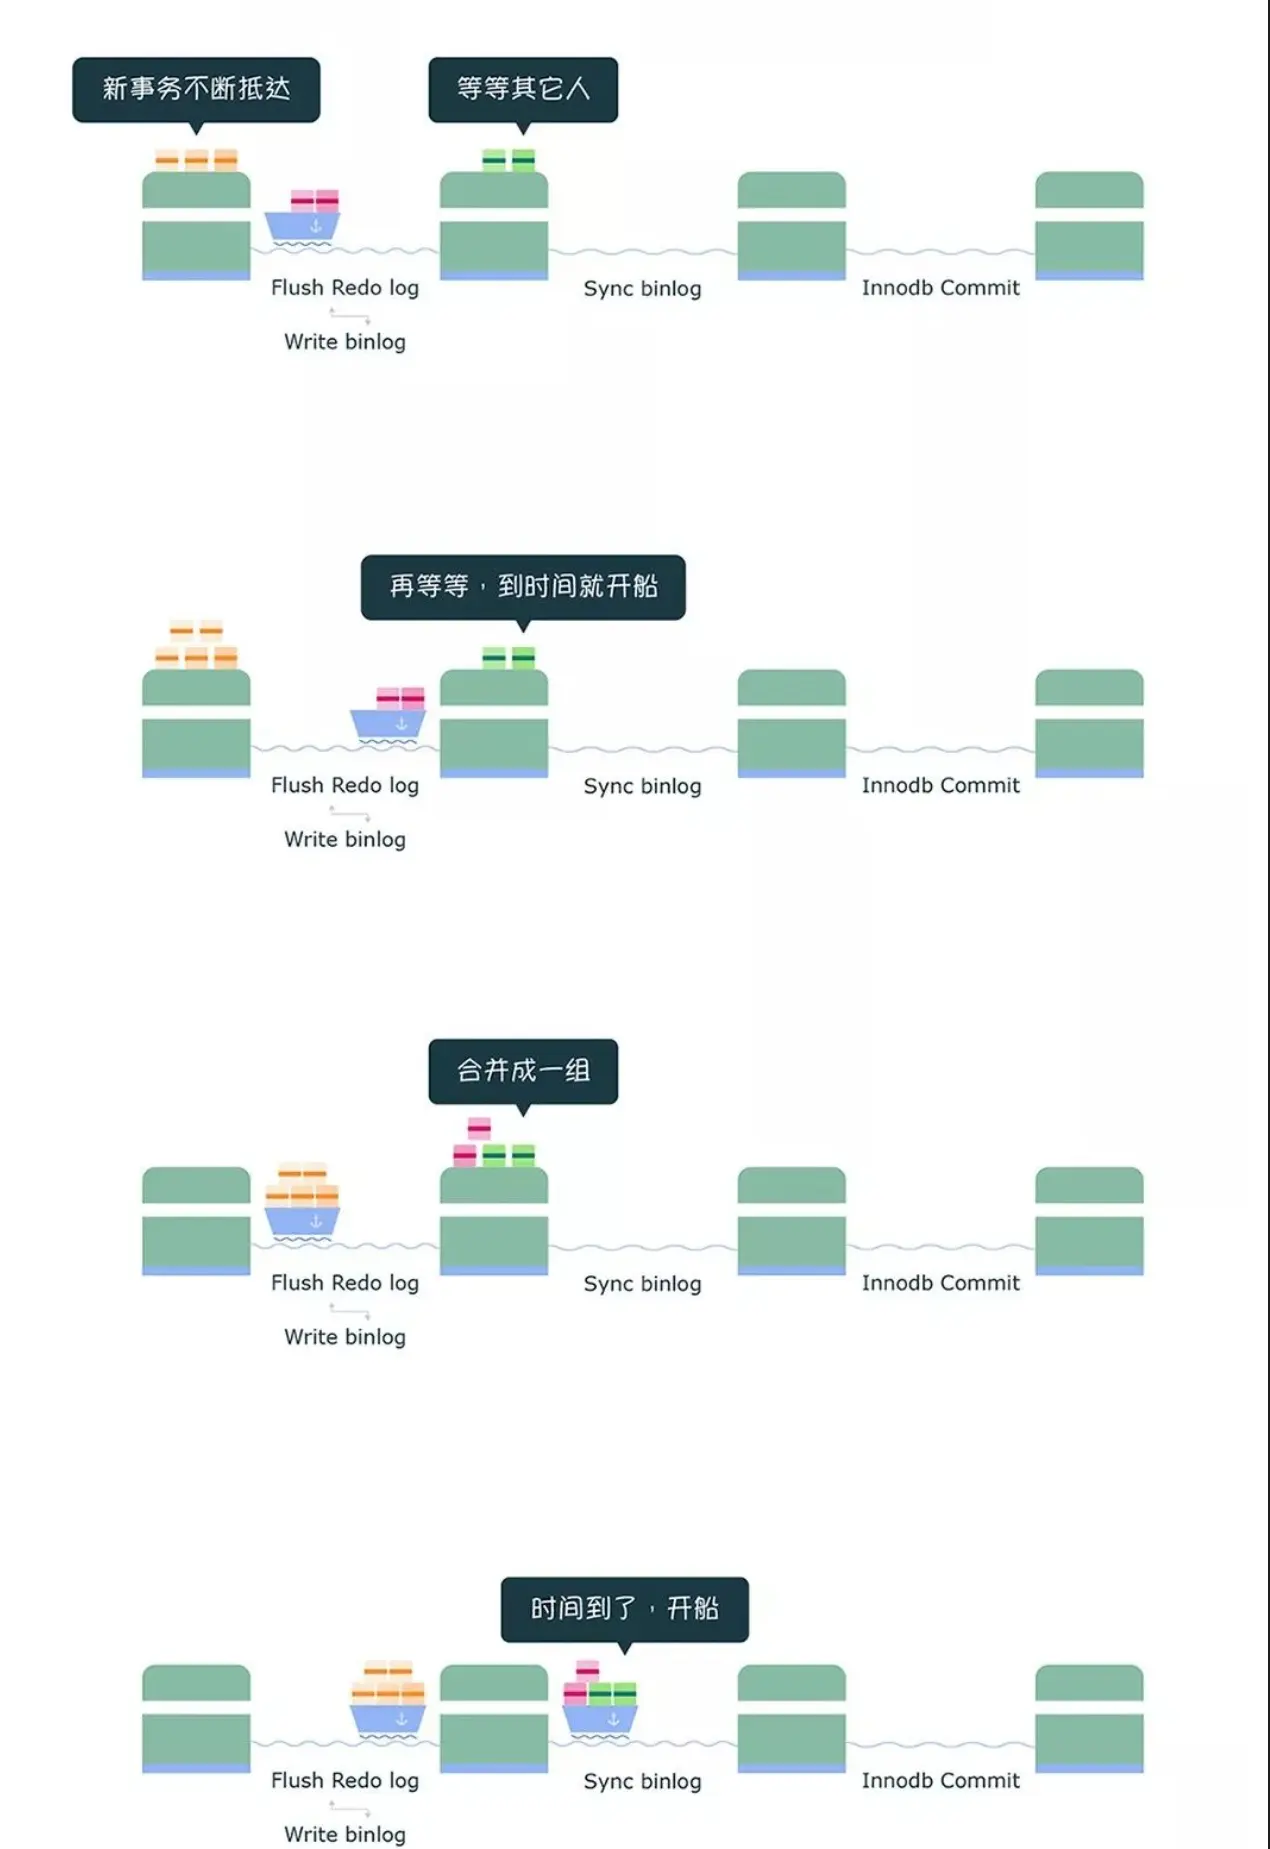 新事务不断抵达
等等其它人
Flush Redo log
Sync binlog
Innodb Commit
Write binlog
再等等，到时间就开船
Flush Redo log
Sync binlog
Innodb Commit
Write binlog
合并成一组
Flush Redo log
Sync binlog
Innodb Commit
Write binlog
时间到了，开船
Flush Redo log
Sync binlog
Innodb Commit
Write binlog